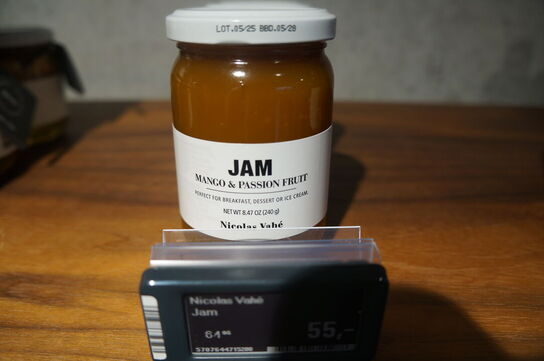 LOT.05/25 BBD.05/28
JAM
MANGO & PASSION FRUIT
PERFECT FOR BREAKFAST, DESSERT OR ICE CREAM
NET WT 8.47 OZ (240 g)
Nicolas Vahé
Nicolas Vahé
Jam
55,-
5707644715200